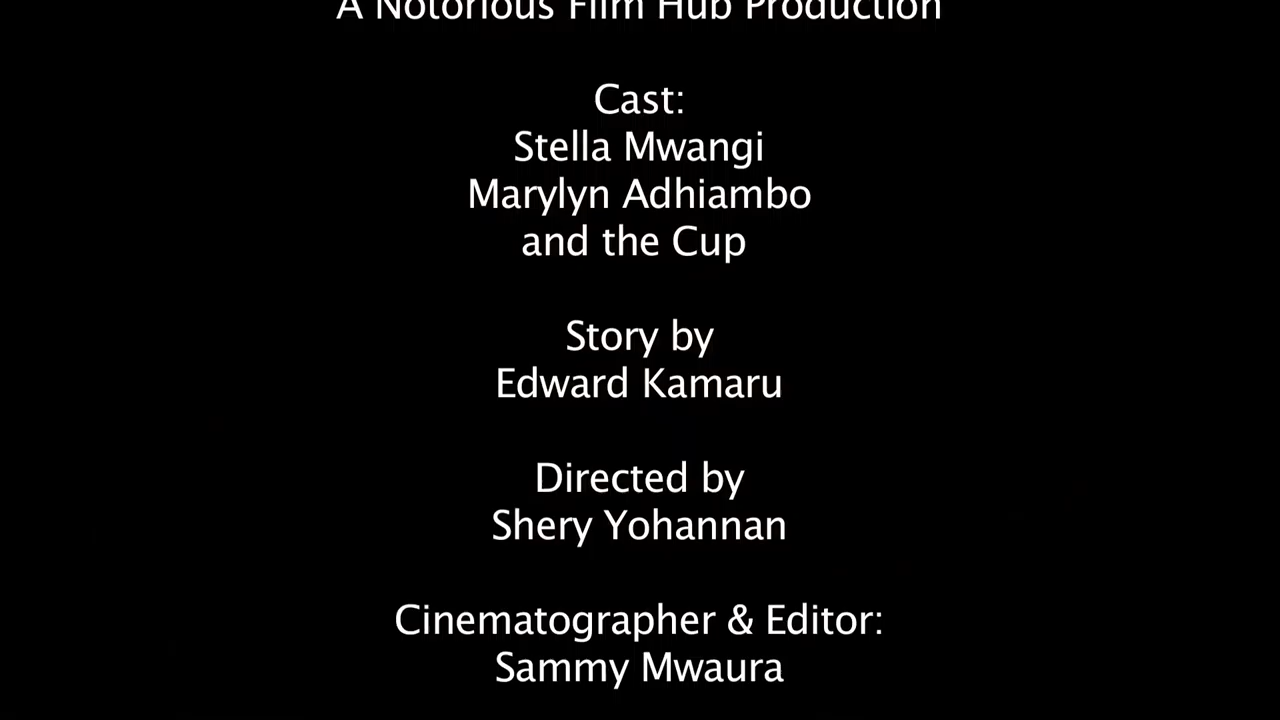 A Notorious Film Hub Production
Cast:
Stella Mwangi
Marylyn Adhiambo
and the Cup
Story by
Edward Kamaru
Directed by
Shery Yohannan
Cinematographer & Editor:
Sammy Mwaura